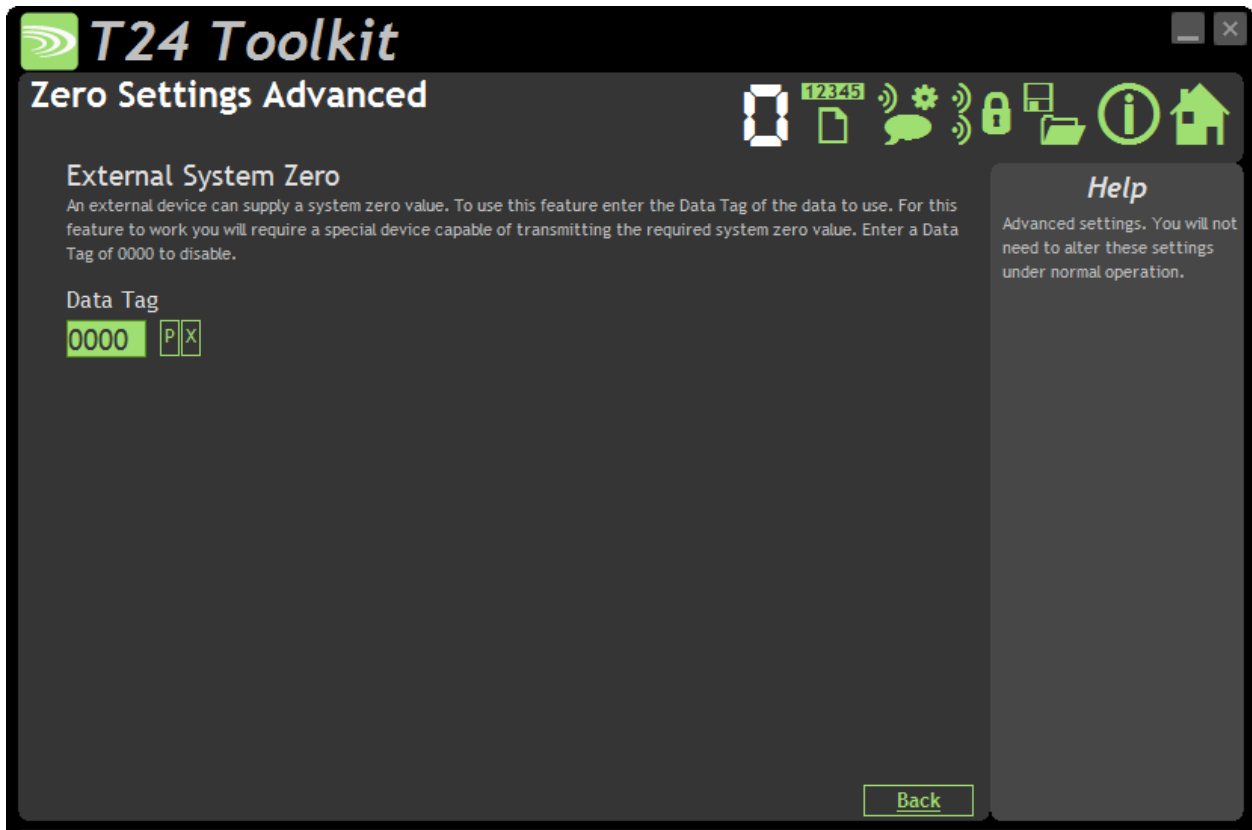 T24 Toolkit
Zero Settings Advanced
0
12345
External System Zero
An external device can supply a system zero value. To use this feature enter the Data Tag of the data to use. For this
feature to work you will require a special device capable of transmitting the required system zero value. Enter a Data
Tag of 0000 to disable.
Data Tag
0000 P X
Back
Help
Advanced settings. You will not
need to alter these settings
under normal operation.